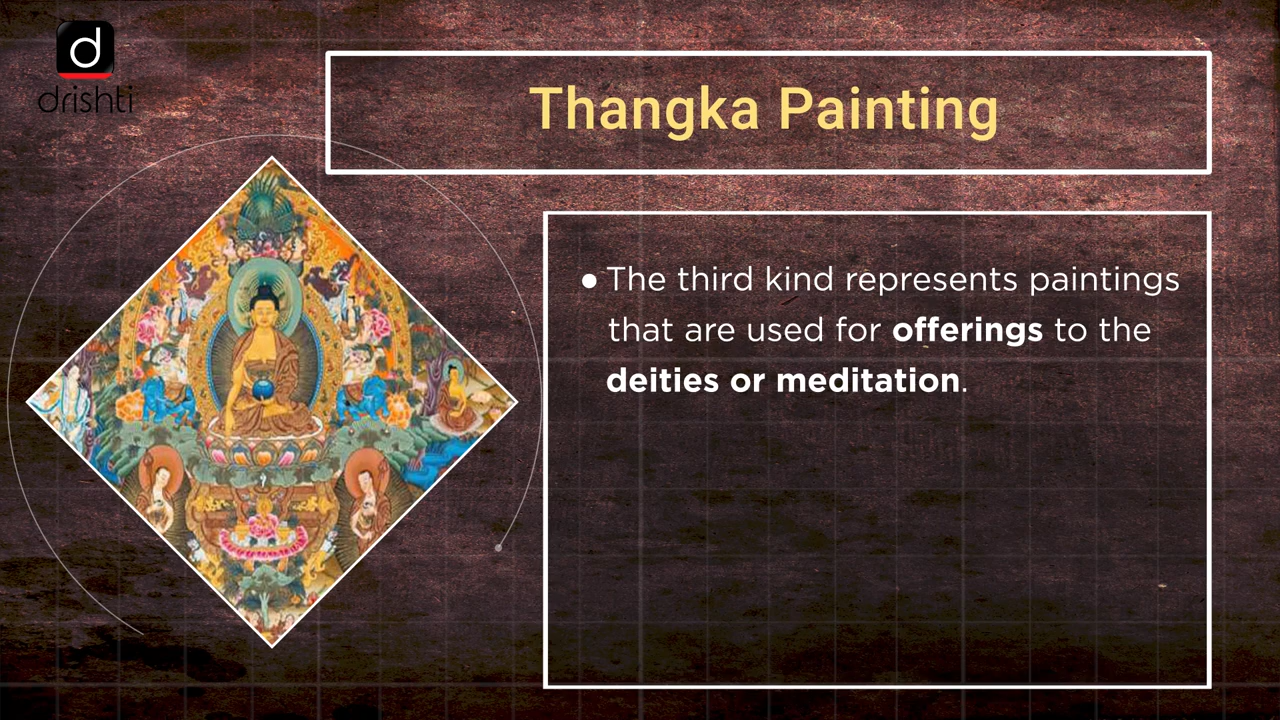 d
drishti
Thangka Painting
● The third kind represents paintings
that are used for offerings to the
deities or meditation.